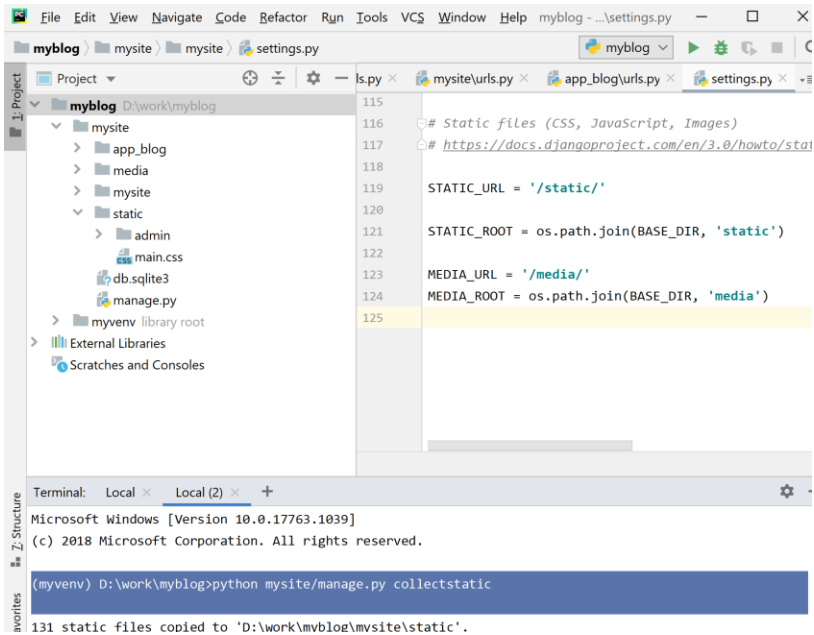 PC File Edit View Navigate Code Refactor Run Tools VCS Window Help myblog - ...\settings.py
myblog mysite mysite settings.py myblog
1: Project
Project ls.py mysite\urls.py app_blog\urls.py settings.py
myblog D:\work\myblog
mysite
app_blog
media
mysite
static
admin
main.css
db.sqlite3
manage.py
myvenv library root
External Libraries
Scratches and Consoles
115
116 # Static files (CSS, JavaScript, Images)
117 # https://docs.djangoproject.com/en/3.0/howto/stat
118
119 STATIC_URL = '/static/'
120
121 STATIC_ROOT = os.path.join(BASE_DIR, 'static')
122
123 MEDIA_URL = '/media/'
124 MEDIA_ROOT = os.path.join(BASE_DIR, 'media')
125
Terminal: Local Local (2) +
Microsoft Windows [Version 10.0.17763.1039]
(c) 2018 Microsoft Corporation. All rights reserved.
(myvenv) D:\work\myblog>python mysite/manage.py collectstatic
131 static files copied to 'D:\work\myblog\mysite\static'.
Z: Structure
avorites